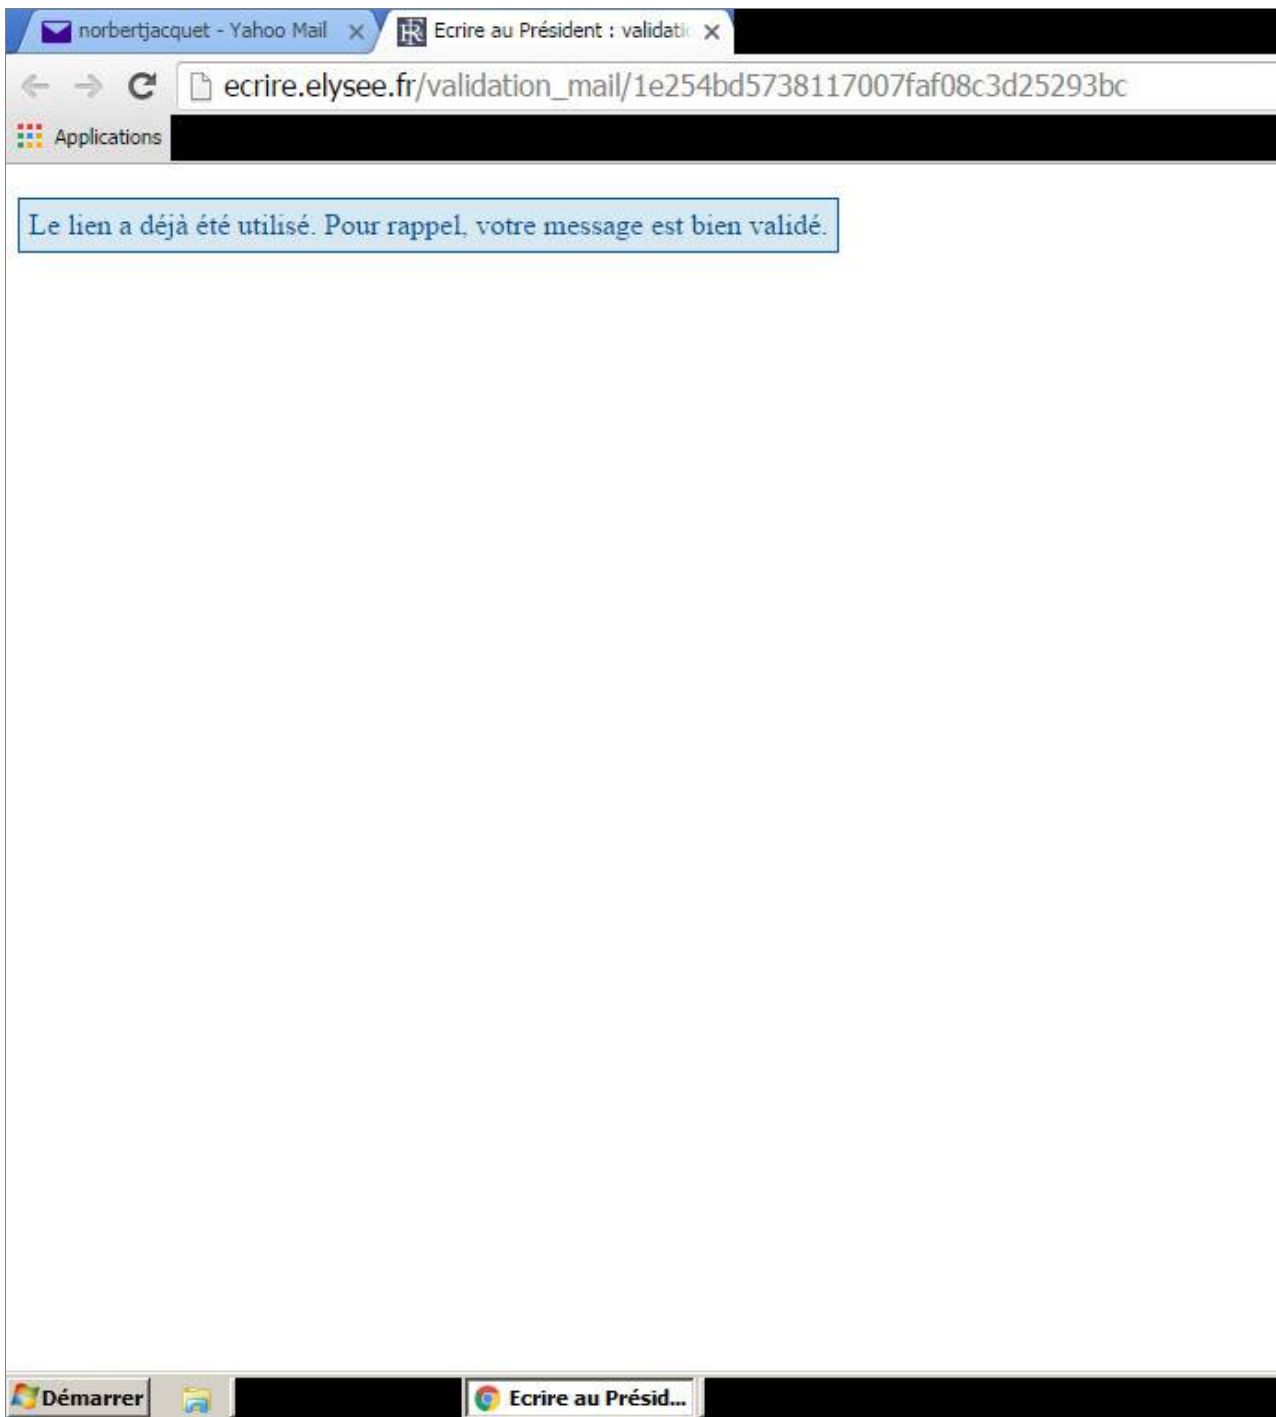 norbertjacquet - Yahoo Mail
Ecrire au Président : validati
ecrire.elysee.fr/validation_mail/1e254bd5738117007faf08c3d25293bc
Applications
Le lien a déjà été utilisé. Pour rappel, votre message est bien validé.
Démarrer
Ecrire au Présid...